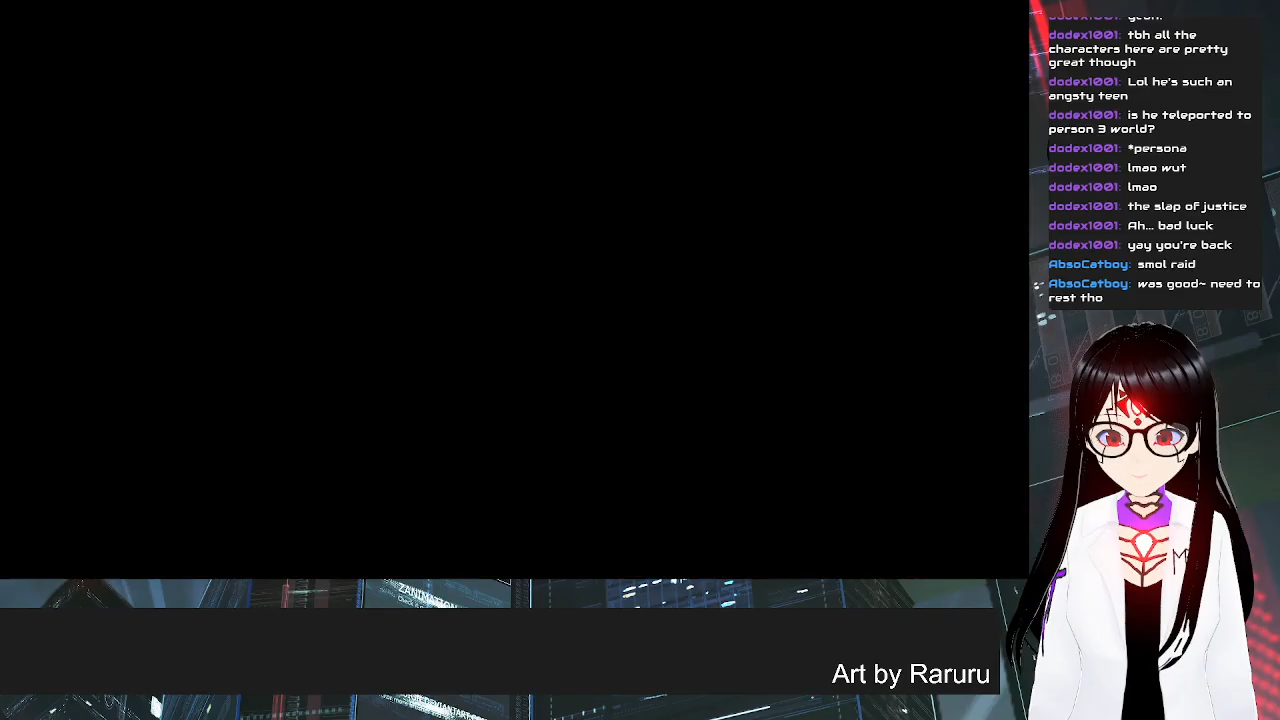 dodex1001: yeah!
dodex1001: tbh all the
characters here are pretty
great though
dodex1001: Lol he's such an
angsty teen
dodex1001: is he teleported to
person 3 world?
dodex1001: *persona
dodex1001: lmao wut
dodex1001: lmao
dodex1001: the slap of justice
dodex1001: Ah... bad luck
dodex1001: yay you're back
AbsoCatboy: smol raid
AbsoCatboy: was good~ need to
rest tho
Art by Raruru